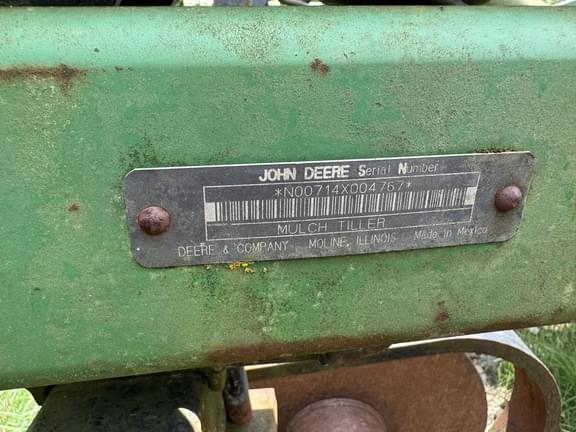 JOHN DEERE Serial Number
*N00714X004767*
MULCH TILLER
DEERE & COMPANY MOLINE, ILLINOIS Made in Mexico